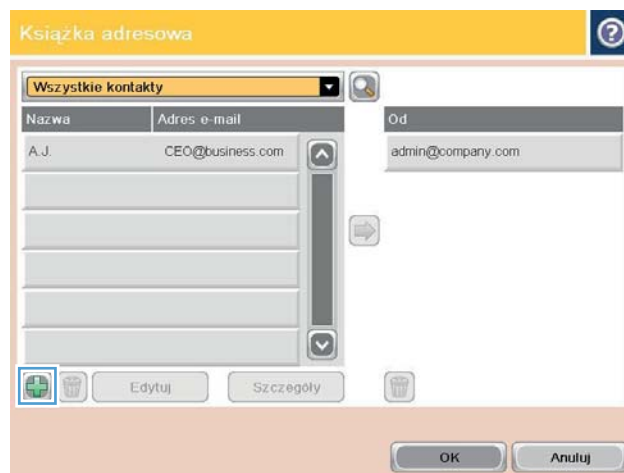 Książka adresowa
Wszystkie kontakty
Nazwa Adres e-mail Od
A.J. CEO@business.com admin@company.com
Edytuj Szczegóły
OK Anuluj